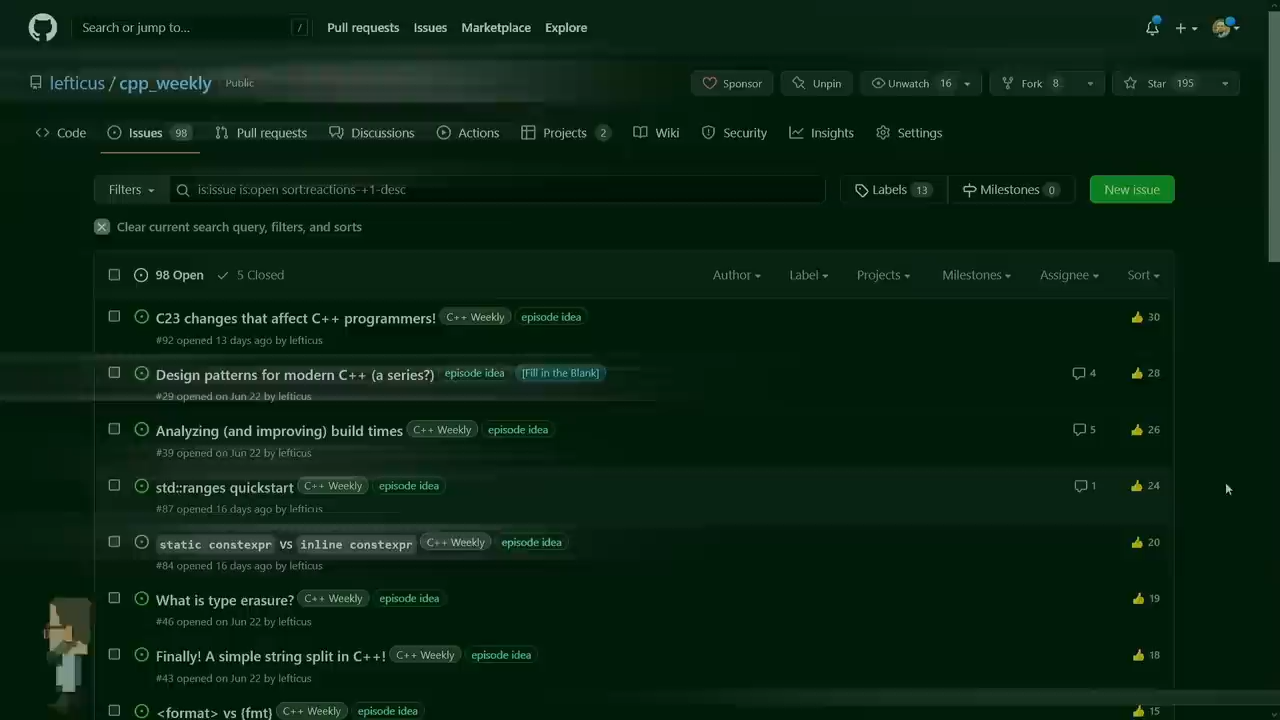 Search or jump to... / Pull requests Issues Marketplace Explore
lefticus / cpp_weekly Public Sponsor Unpin Unwatch 16 Fork 8 Star 195
Code Issues 98 Pull requests Discussions Actions Projects 2 Wiki Security Insights Settings
Filters is:issue is:open sort:reactions-+1-desc Labels 13 Milestones 0 New issue
Clear current search query, filters, and sorts
98 Open 5 Closed Author Label Projects Milestones Assignee Sort
C23 changes that affect C++ programmers! C++ Weekly episode idea 30
#92 opened 13 days ago by lefticus
Design patterns for modern C++ (a series?) episode idea [Fill in the Blank] 4 28
#29 opened on Jun 22 by lefticus
Analyzing (and improving) build times C++ Weekly episode idea 5 26
#39 opened on Jun 22 by lefticus
std::ranges quickstart C++ Weekly episode idea 1 24
#87 opened 16 days ago by lefticus
static constexpr vs inline constexpr C++ Weekly episode idea 20
#84 opened 16 days ago by lefticus
What is type erasure? C++ Weekly episode idea 19
#46 opened on Jun 22 by lefticus
Finally! A simple string split in C++! C++ Weekly episode idea 18
#43 opened on Jun 22 by lefticus
<format> vs {fmt} C++ Weekly episode idea 15